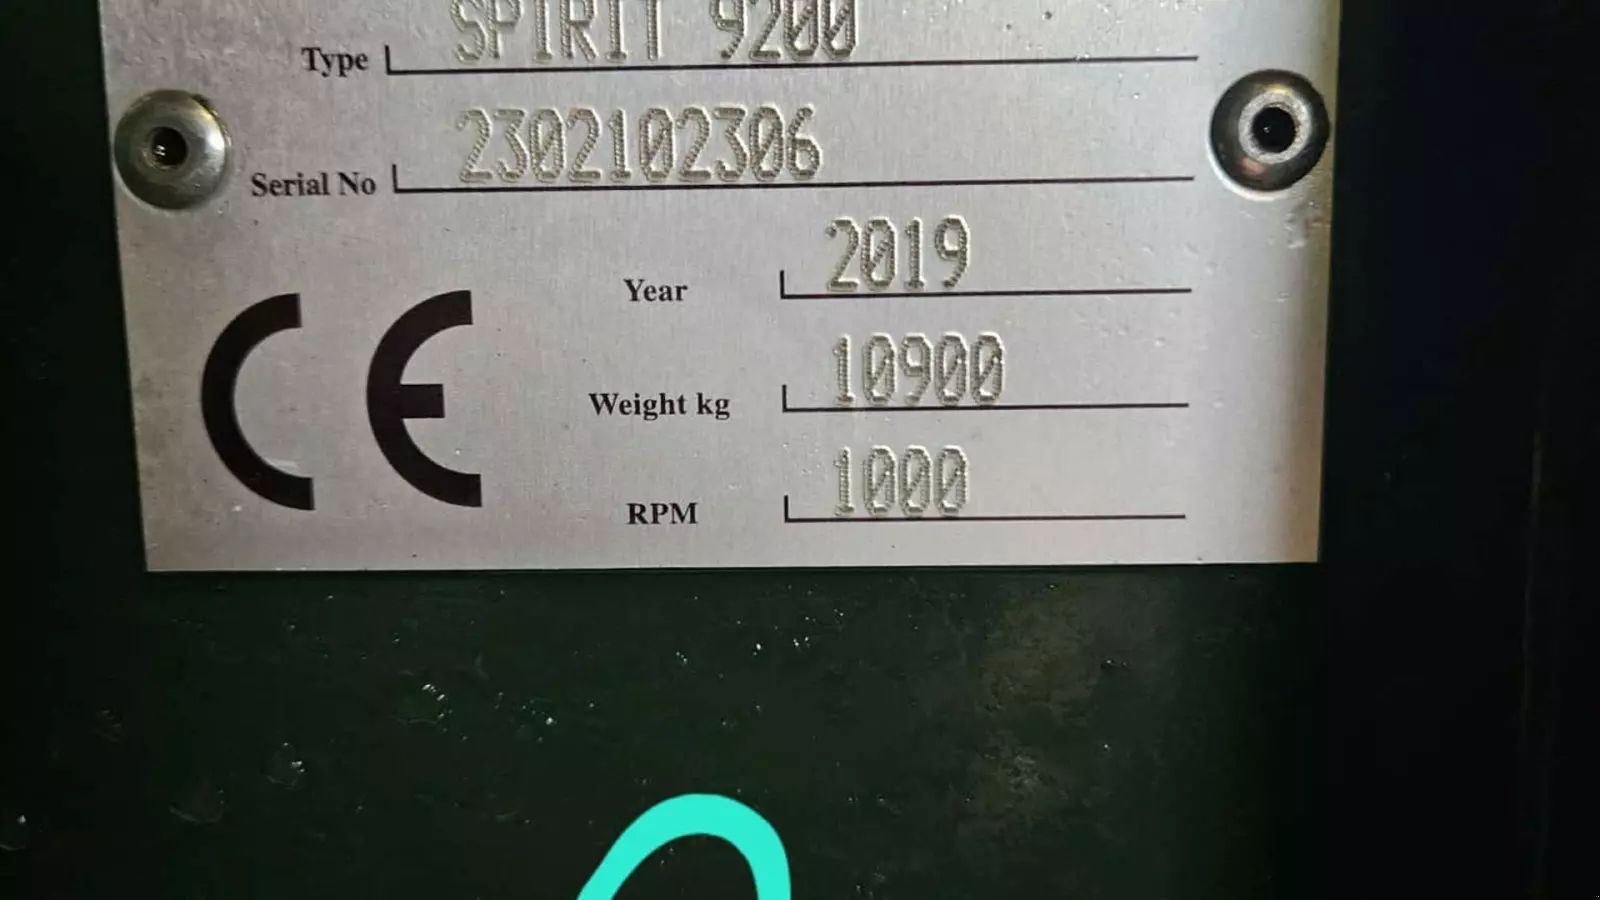 Type SPIRIT 9200
Serial No 2302102306
Year 2019
Weight kg 10900
RPM 1000
CE